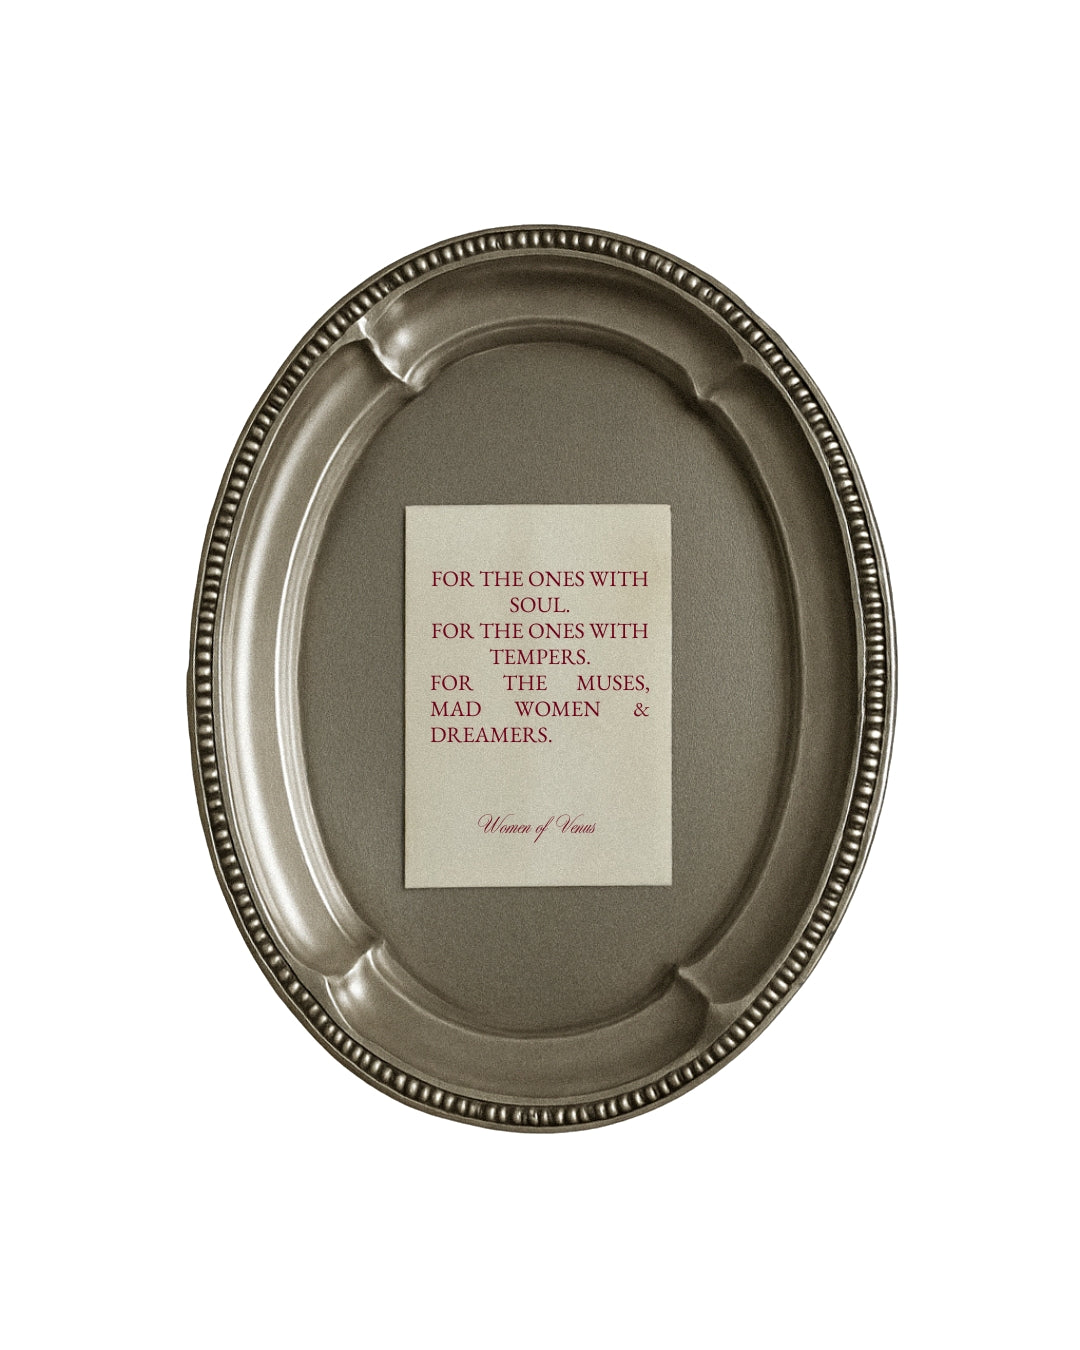 FOR THE ONES WITH
SOUL.
FOR THE ONES WITH
TEMPERS.
FOR THE MUSES,
MAD WOMEN &
DREAMERS.
Women of Venus